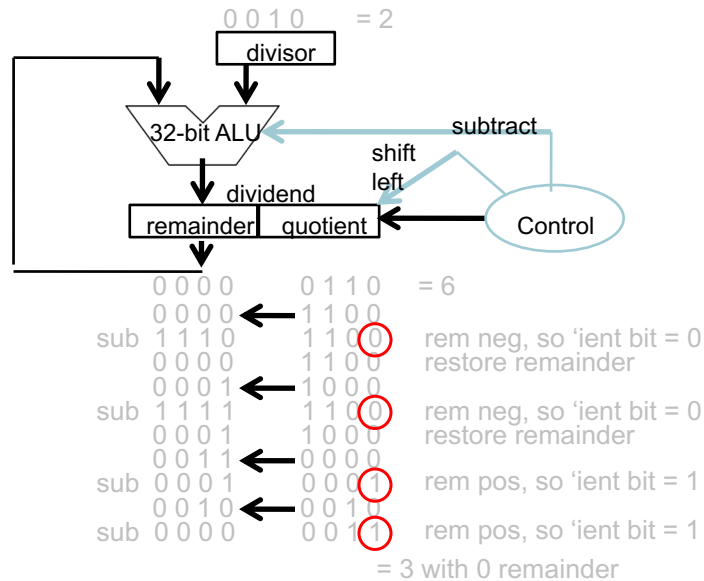 0 0 1 0 = 2
divisor
32-bit ALU
subtract
shift
left
dividend
remainder quotient
Control
0 0 0 0 0 1 1 0 = 6
0 0 0 0 1 1 0 0
sub 1 1 1 0 1 1 0 0 rem neg, so ‘ient bit = 0
0 0 0 0 1 1 0 0 restore remainder
0 0 0 1 1 0 0 0
sub 1 1 1 1 1 1 0 0 rem neg, so ‘ient bit = 0
0 0 0 1 1 0 0 0 restore remainder
0 0 1 1 0 0 0 0
sub 0 0 0 1 0 0 0 1 rem pos, so ‘ient bit = 1
0 0 1 0 0 0 1 0
sub 0 0 0 0 0 0 1 1 rem pos, so ‘ient bit = 1
= 3 with 0 remainder